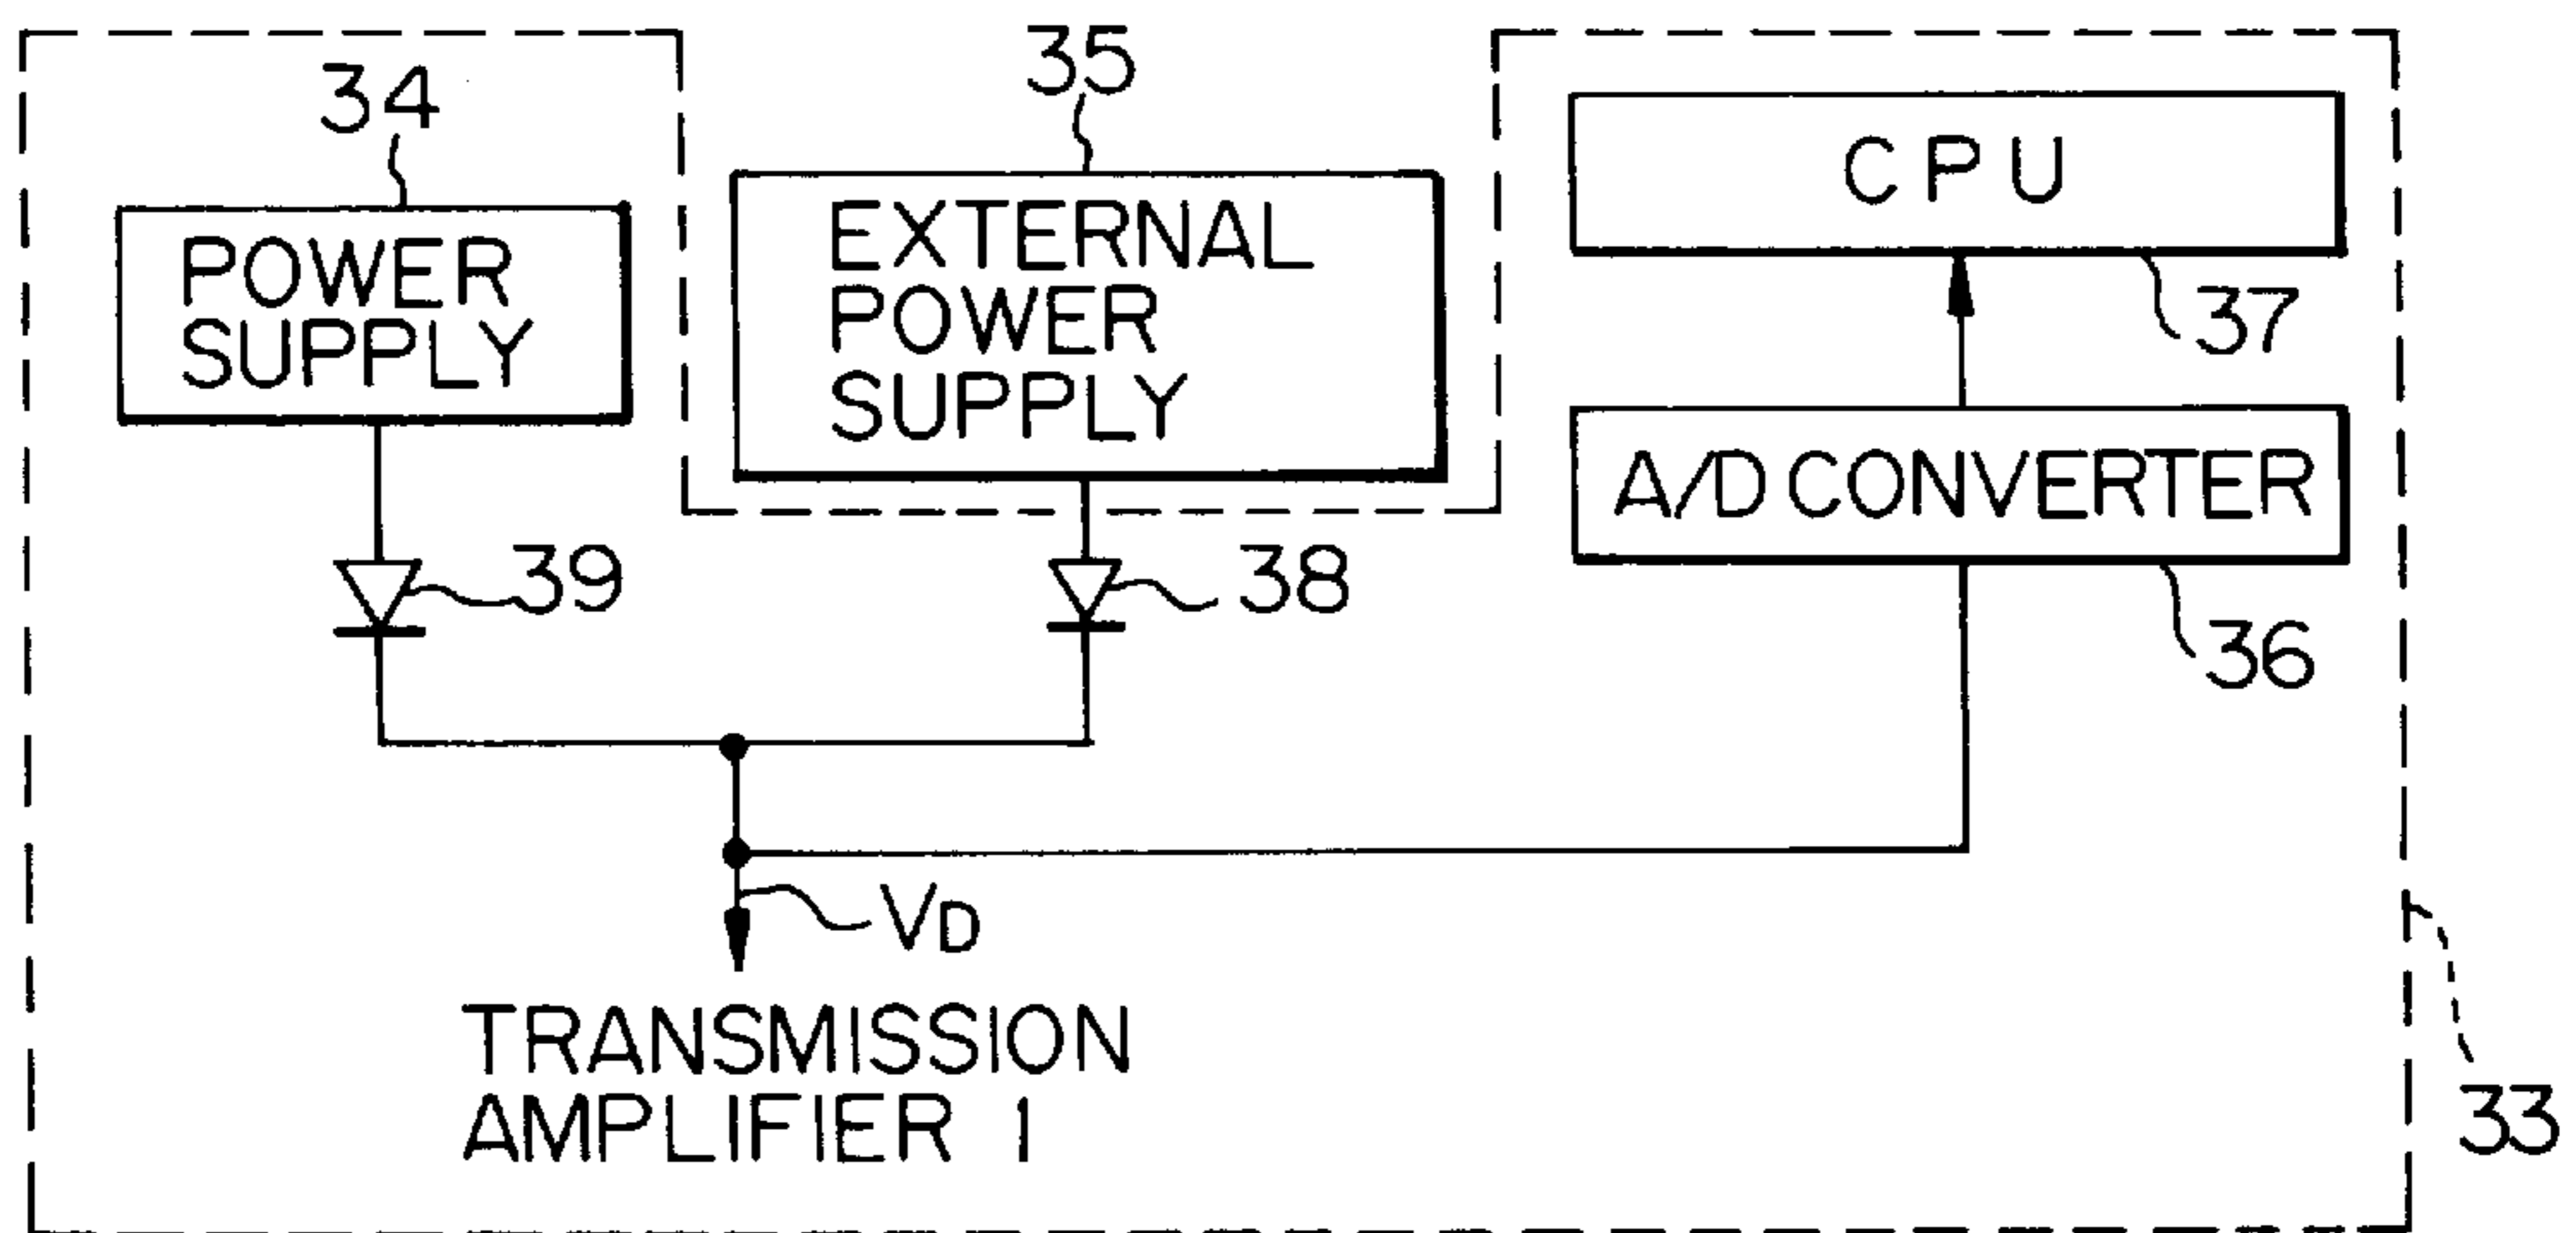 34
POWER
SUPPLY
35
EXTERNAL
POWER
SUPPLY
CPU
37
A/D CONVERTER
36
39
38
VD
TRANSMISSION
AMPLIFIER 1
33